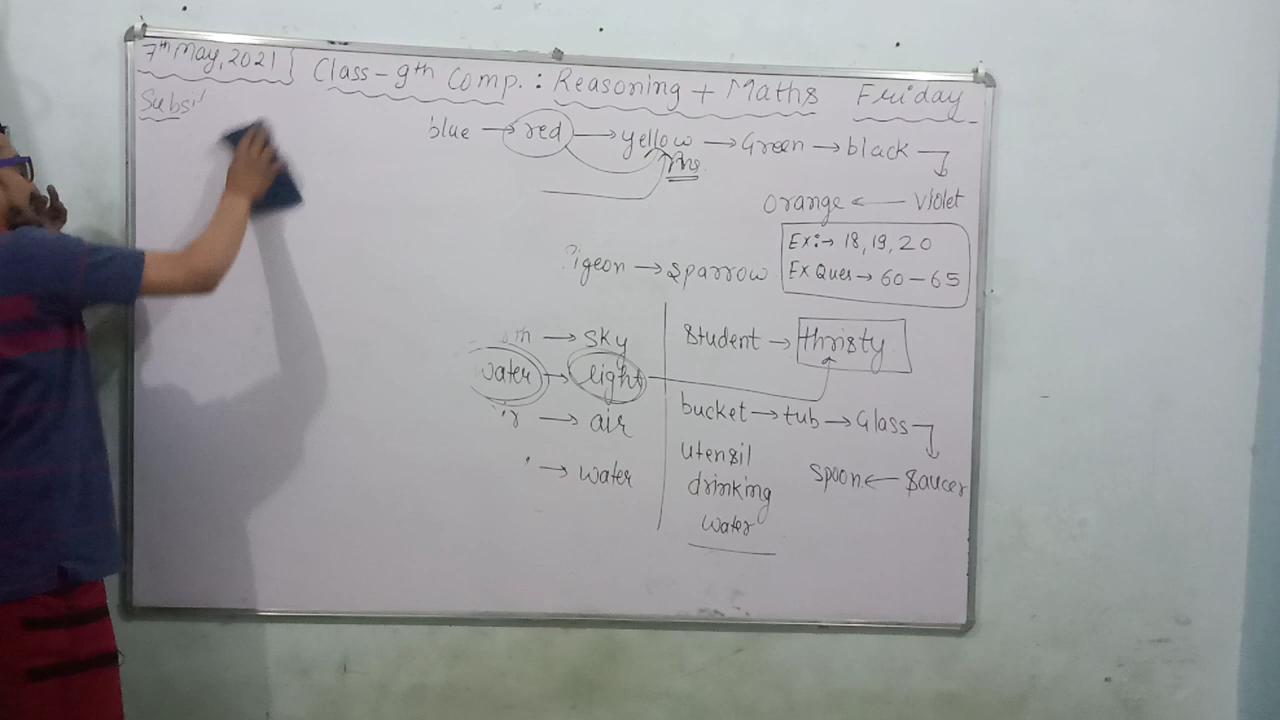 7th May, 2021 Class - 9th Comp. : Reasoning + Maths Friday
blue → red → yellow → Green → black
Ans.
orange ← violet
Ex:→ 18, 19, 20
Ex Ques → 60 - 65
Pigeon → sparrow
→ sky
water → light
→ air
→ water
student → thristy
bucket → tub → Glass
spoon ← saucer
utensil
drinking
water